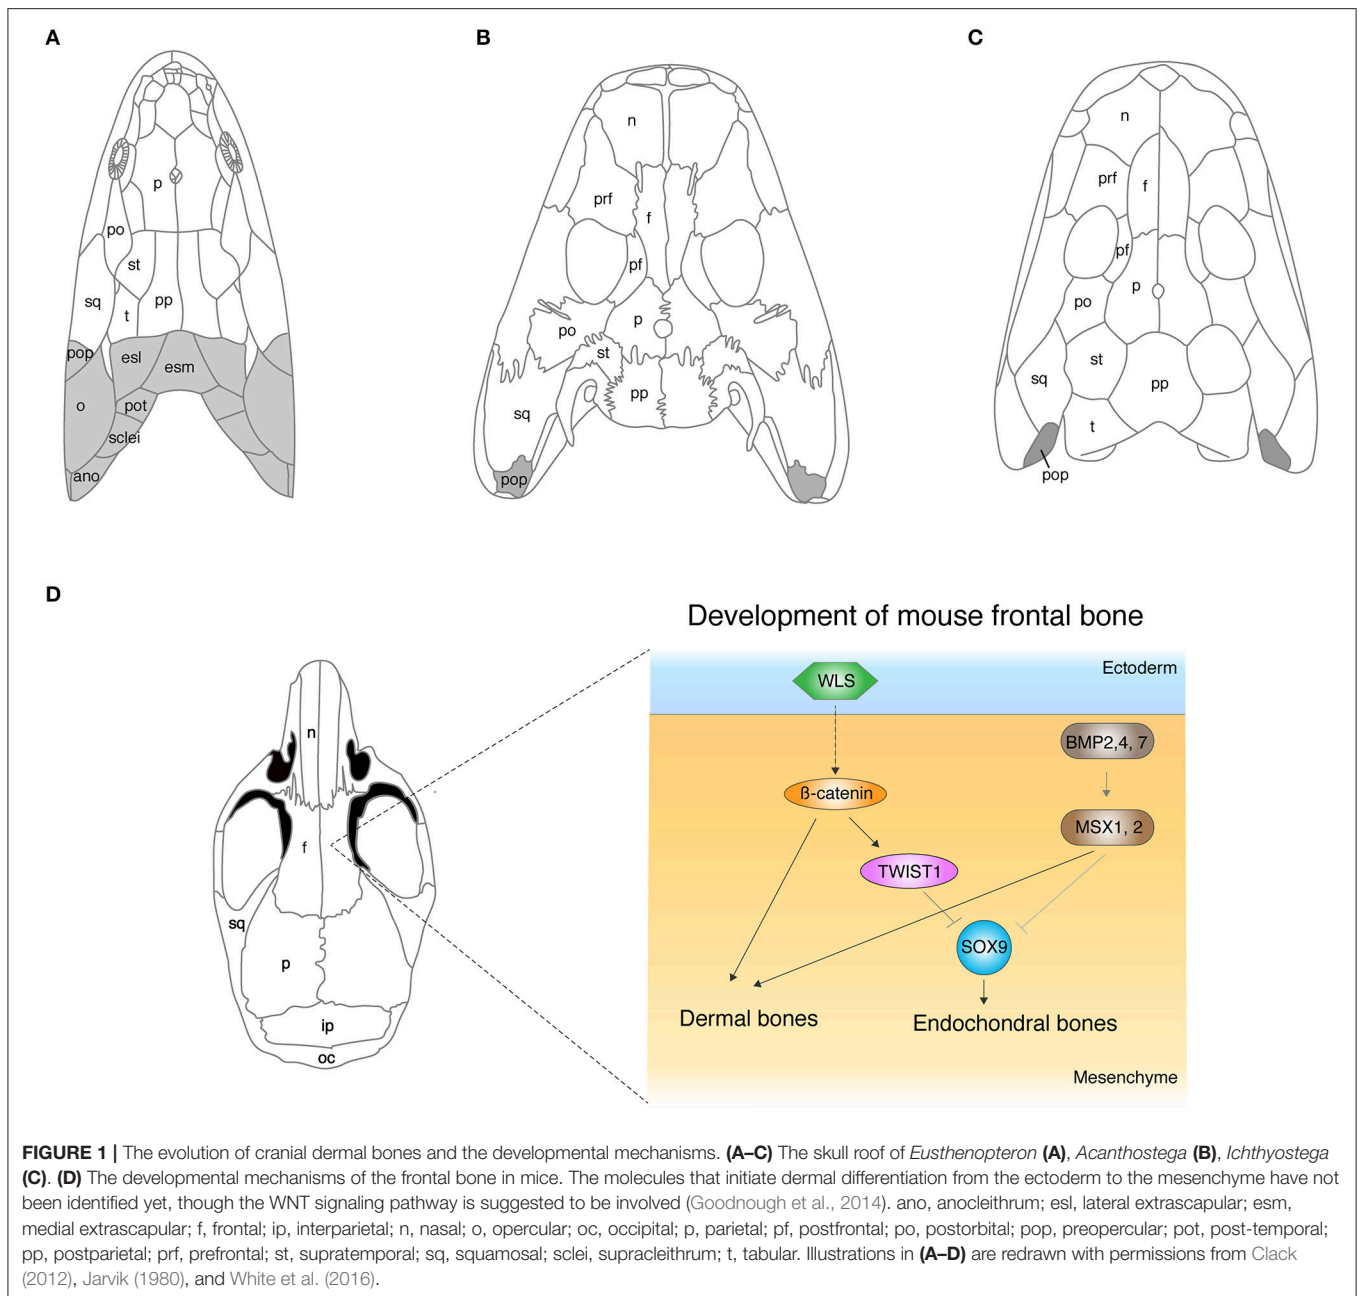 A
p
po
st
sq
pp
t
pop
esl
esm
o
pot
sclei
ano
B
n
prf
f
pf
p
po
st
pp
sq
pop
C
n
prf
f
pf
p
po
st
sq
pp
t
pop
D
n
f
sq
p
ip
oc
Development of mouse frontal bone
Ectoderm
WLS
BMP2,4, 7
ß-catenin
MSX1, 2
TWIST1
SOX9
Dermal bones
Endochondral bones
Mesenchyme
FIGURE 1 | The evolution of cranial dermal bones and the developmental mechanisms. (A–C) The skull roof of Eusthenopteron (A), Acanthostega (B), Ichthyostega
(C). (D) The developmental mechanisms of the frontal bone in mice. The molecules that initiate dermal differentiation from the ectoderm to the mesenchyme have not
been identified yet, though the WNT signaling pathway is suggested to be involved (Goodnough et al., 2014). ano, anocleithrum; esl, lateral extrascapular; esm,
medial extrascapular; f, frontal; ip, interparietal; n, nasal; o, opercular; oc, occipital; p, parietal; pf, postfrontal; po, postorbital; pop, preopercular; pot, post-temporal;
pp, postparietal; prf, prefrontal; st, supratemporal; sq, squamosal; sclei, supracleithrum; t, tabular. Illustrations in (A–D) are redrawn with permissions from Clack
(2012), Jarvik (1980), and White et al. (2016).